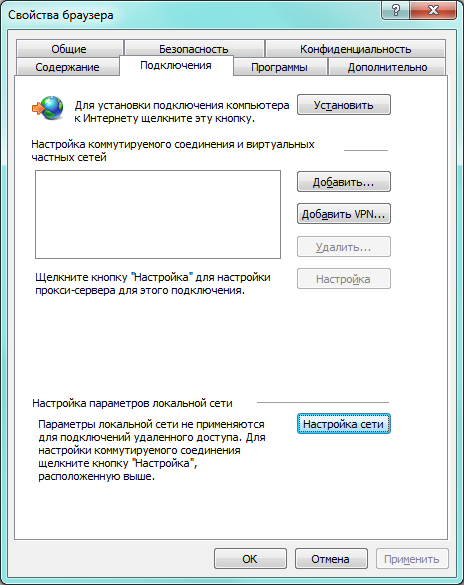 Свойства браузера
Общие Безопасность Конфиденциальность
Содержание Подключения Программы Дополнительно
Для установки подключения компьютера
к Интернету щелкните эту кнопку.
Установить
Настройка коммутируемого соединения и виртуальных
частных сетей
Добавить...
Добавить VPN...
Удалить...
Щелкните кнопку "Настройка" для настройки
прокси-сервера для этого подключения.
Настройка
Настройка параметров локальной сети
Параметры локальной сети не применяются
для подключений удаленного доступа. Для
настройки коммутируемого соединения
щелкните кнопку "Настройка",
расположенную выше.
Настройка сети
ОК Отмена Применить